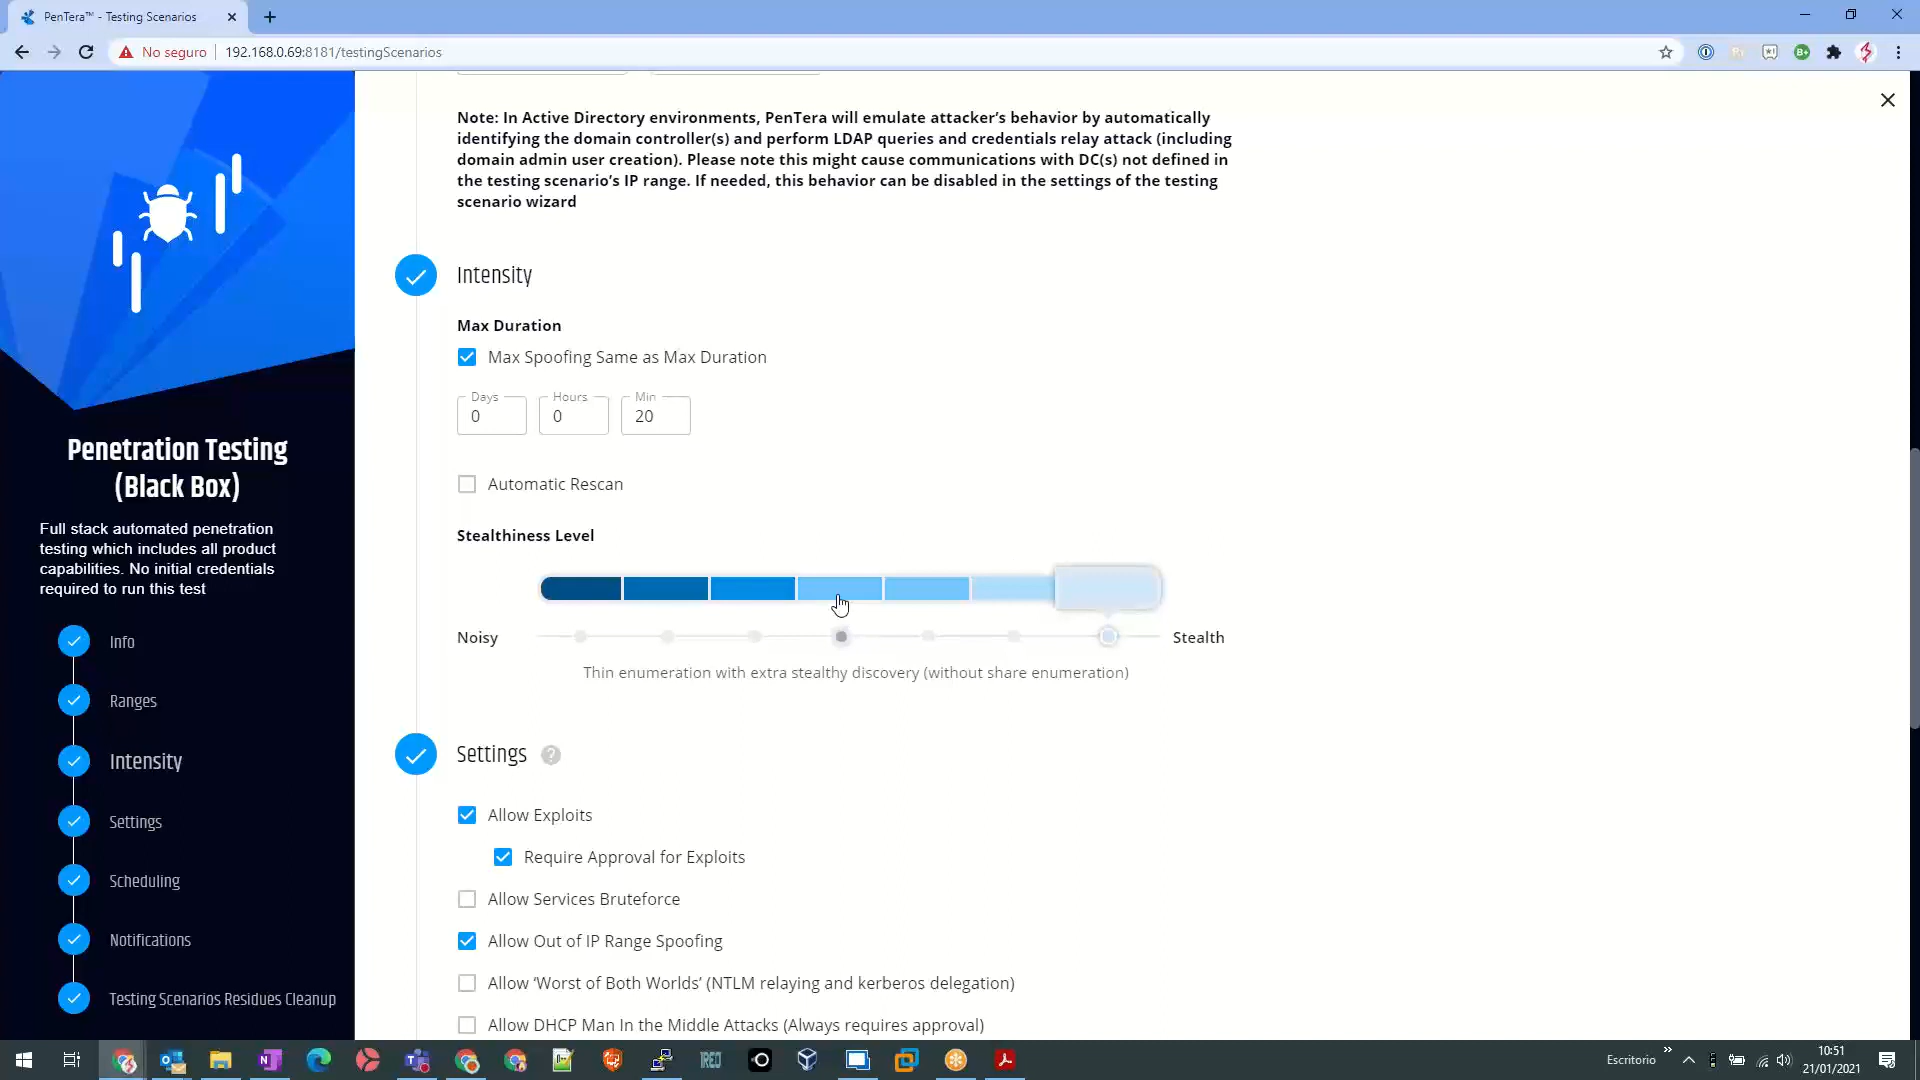 PenTera™ - Testing Scenarios
No seguro
192.168.0.69:8181/testingScenarios
Penetration Testing
(Black Box)
Full stack automated penetration
testing which includes all product
capabilities. No initial credentials
required to run this test
Info
Ranges
Intensity
Settings
Scheduling
Notifications
Testing Scenarios Residues Cleanup
Note: In Active Directory environments, PenTera will emulate attacker’s behavior by automatically
identifying the domain controller(s) and perform LDAP queries and credentials relay attack (including
domain admin user creation). Please note this might cause communications with DC(s) not defined in
the testing scenario’s IP range. If needed, this behavior can be disabled in the settings of the testing
scenario wizard
Intensity
Max Duration
Max Spoofing Same as Max Duration
Days Hours Min
0 0 20
Automatic Rescan
Stealthiness Level
Noisy Stealth
Thin enumeration with extra stealthy discovery (without share enumeration)
Settings ?
Allow Exploits
Require Approval for Exploits
Allow Services Bruteforce
Allow Out of IP Range Spoofing
Allow ‘Worst of Both Worlds’ (NTLM relaying and kerberos delegation)
Allow DHCP Man In the Middle Attacks (Always requires approval)
IREO
Escritorio
10:51
21/01/2021